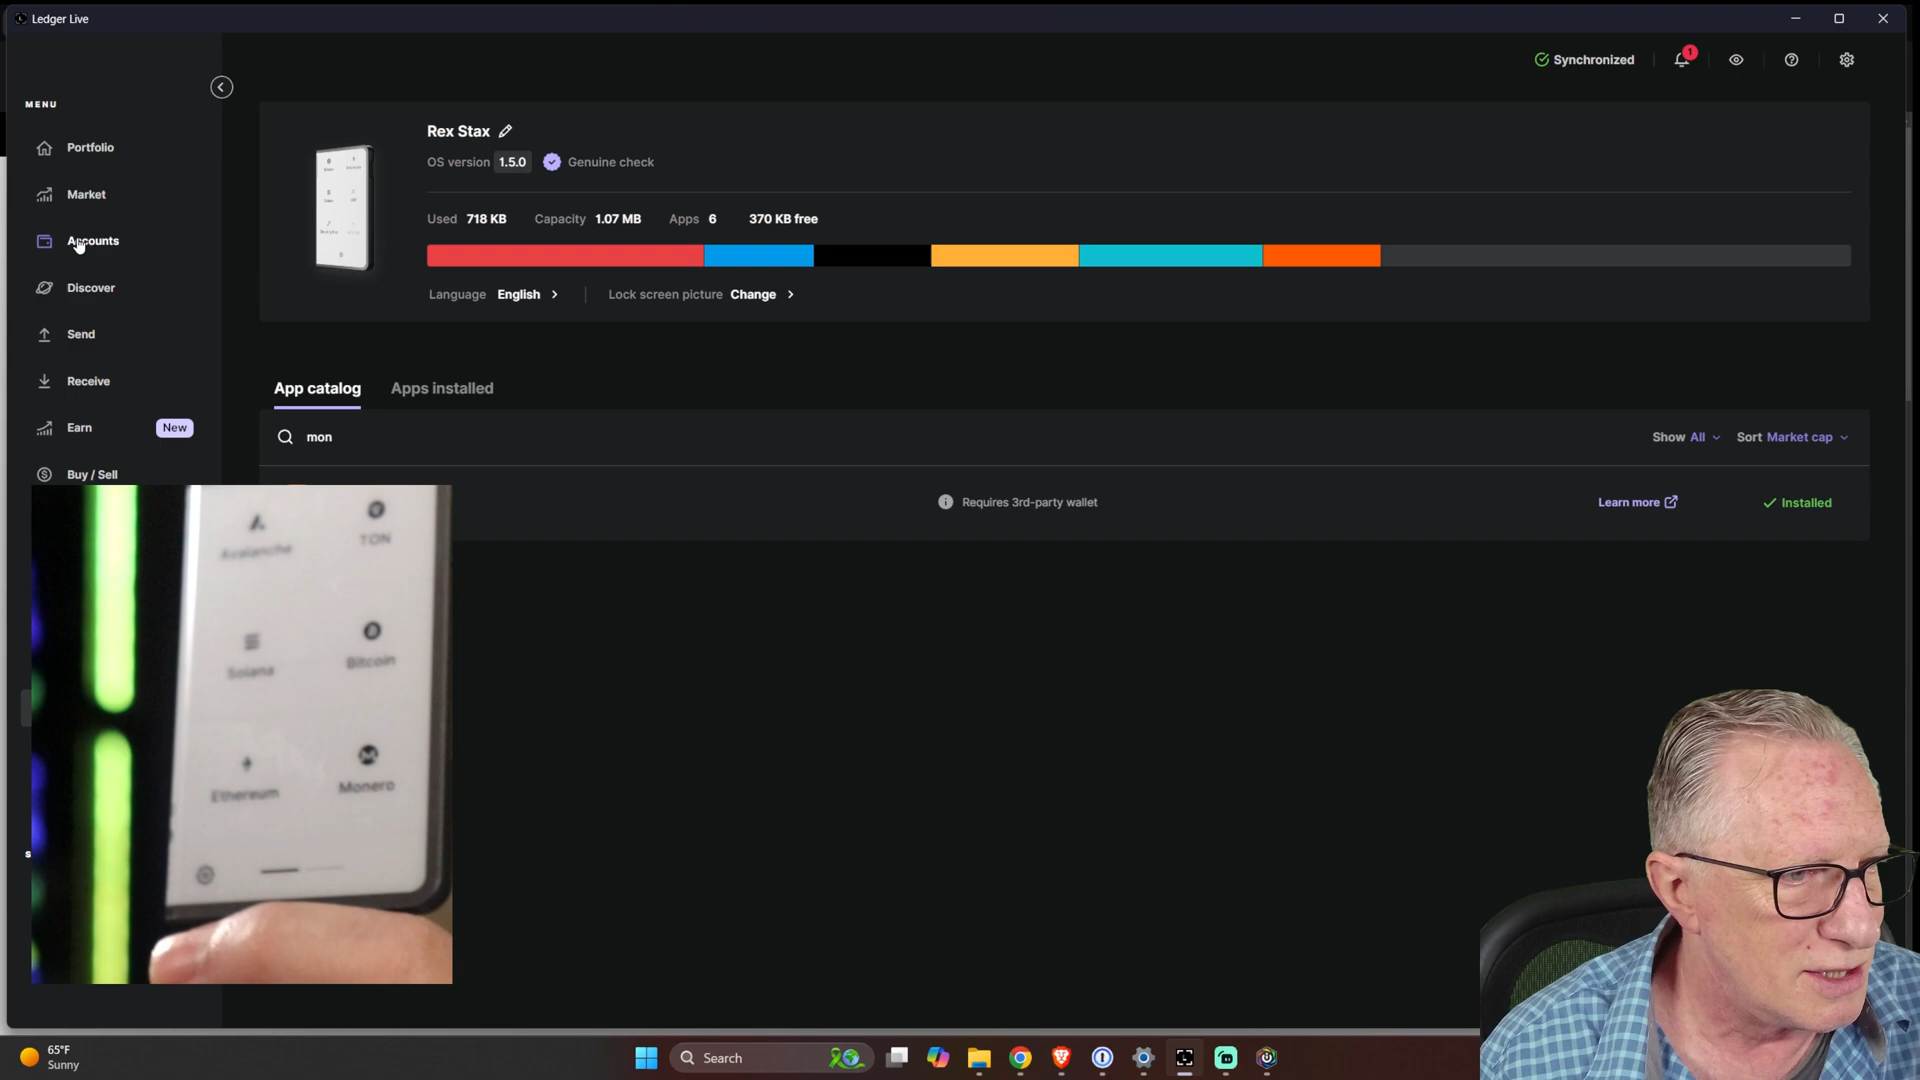 Ledger Live
Synchronized
1
MENU
Portfolio
Market
Accounts
Discover
Send
Receive
Earn
New
Buy / Sell
Rex Stax
OS version 1.5.0 Genuine check
Used 718 KB Capacity 1.07 MB Apps 6 370 KB free
Language English Lock screen picture Change
App catalog Apps installed
mon
Show All Sort Market cap
Requires 3rd-party wallet Learn more Installed
Avalanche TON
Solana Bitcoin
Ethereum Monero
S
65°F
Sunny
Search